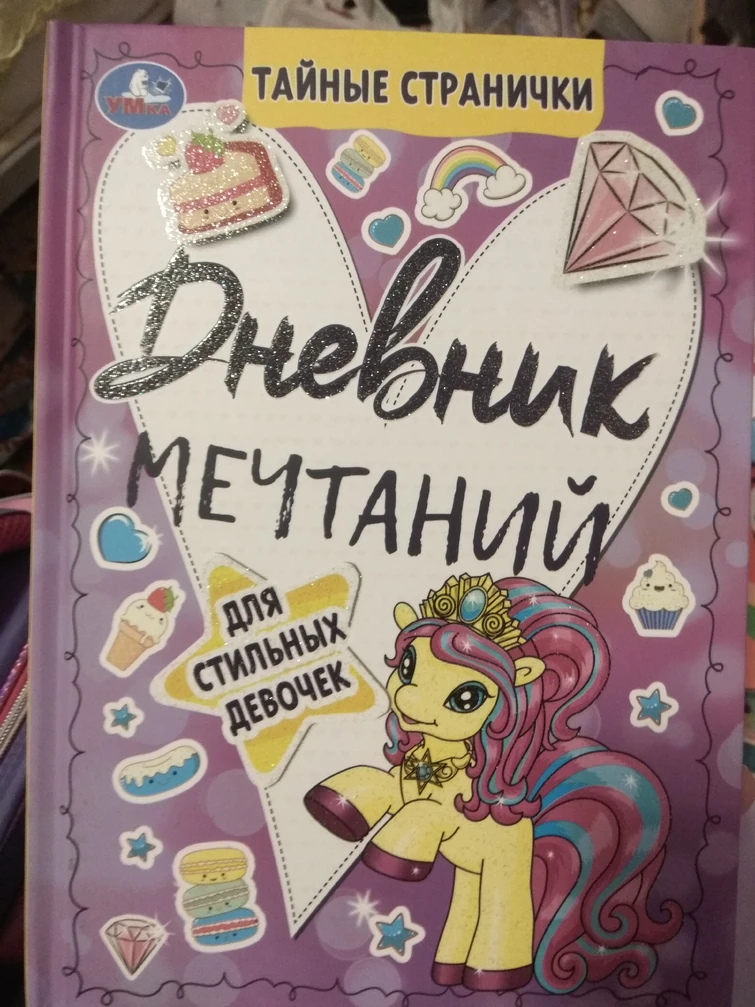 ТАЙНЫЕ СТРАНИЧКИ
УМка
Дневник
МЕЧТАНИЙ
ДЛЯ
СТИЛЬНЫХ
ДЕВОЧЕК